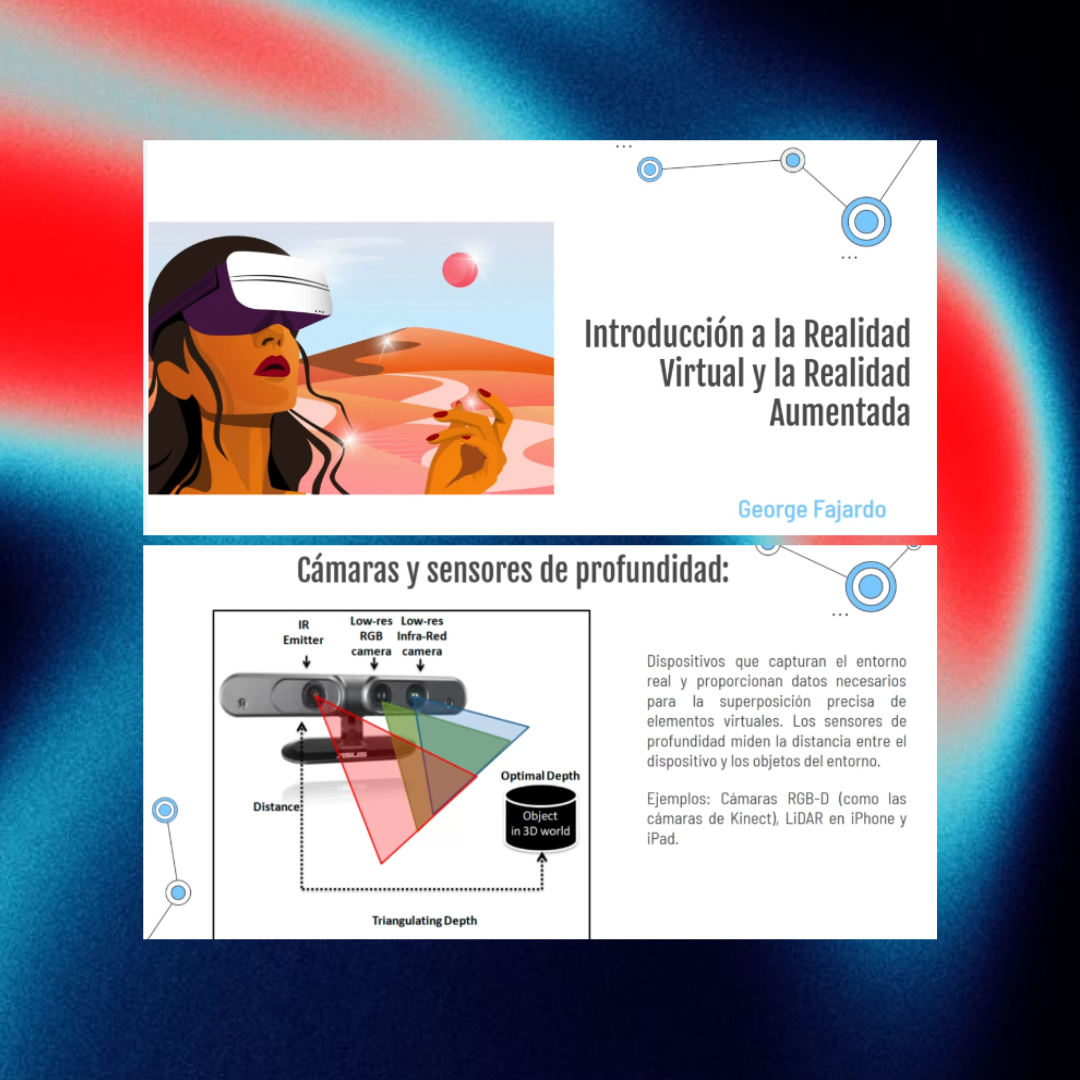 Introducción a la Realidad
Virtual y la Realidad
Aumentada
George Fajardo
Cámaras y sensores de profundidad:
IR
Emitter
Low-res
RGB
camera
Low-res
Infra-Red
camera
ASUS
Distance
Optimal Depth
Object
in 3D world
Triangulating Depth
Dispositivos que capturan el entorno
real y proporcionan datos necesarios
para la superposición precisa de
elementos virtuales. Los sensores de
profundidad miden la distancia entre el
dispositivo y los objetos del entorno.
Ejemplos: Cámaras RGB-D (como las
cámaras de Kinect), LiDAR en iPhone y
iPad.